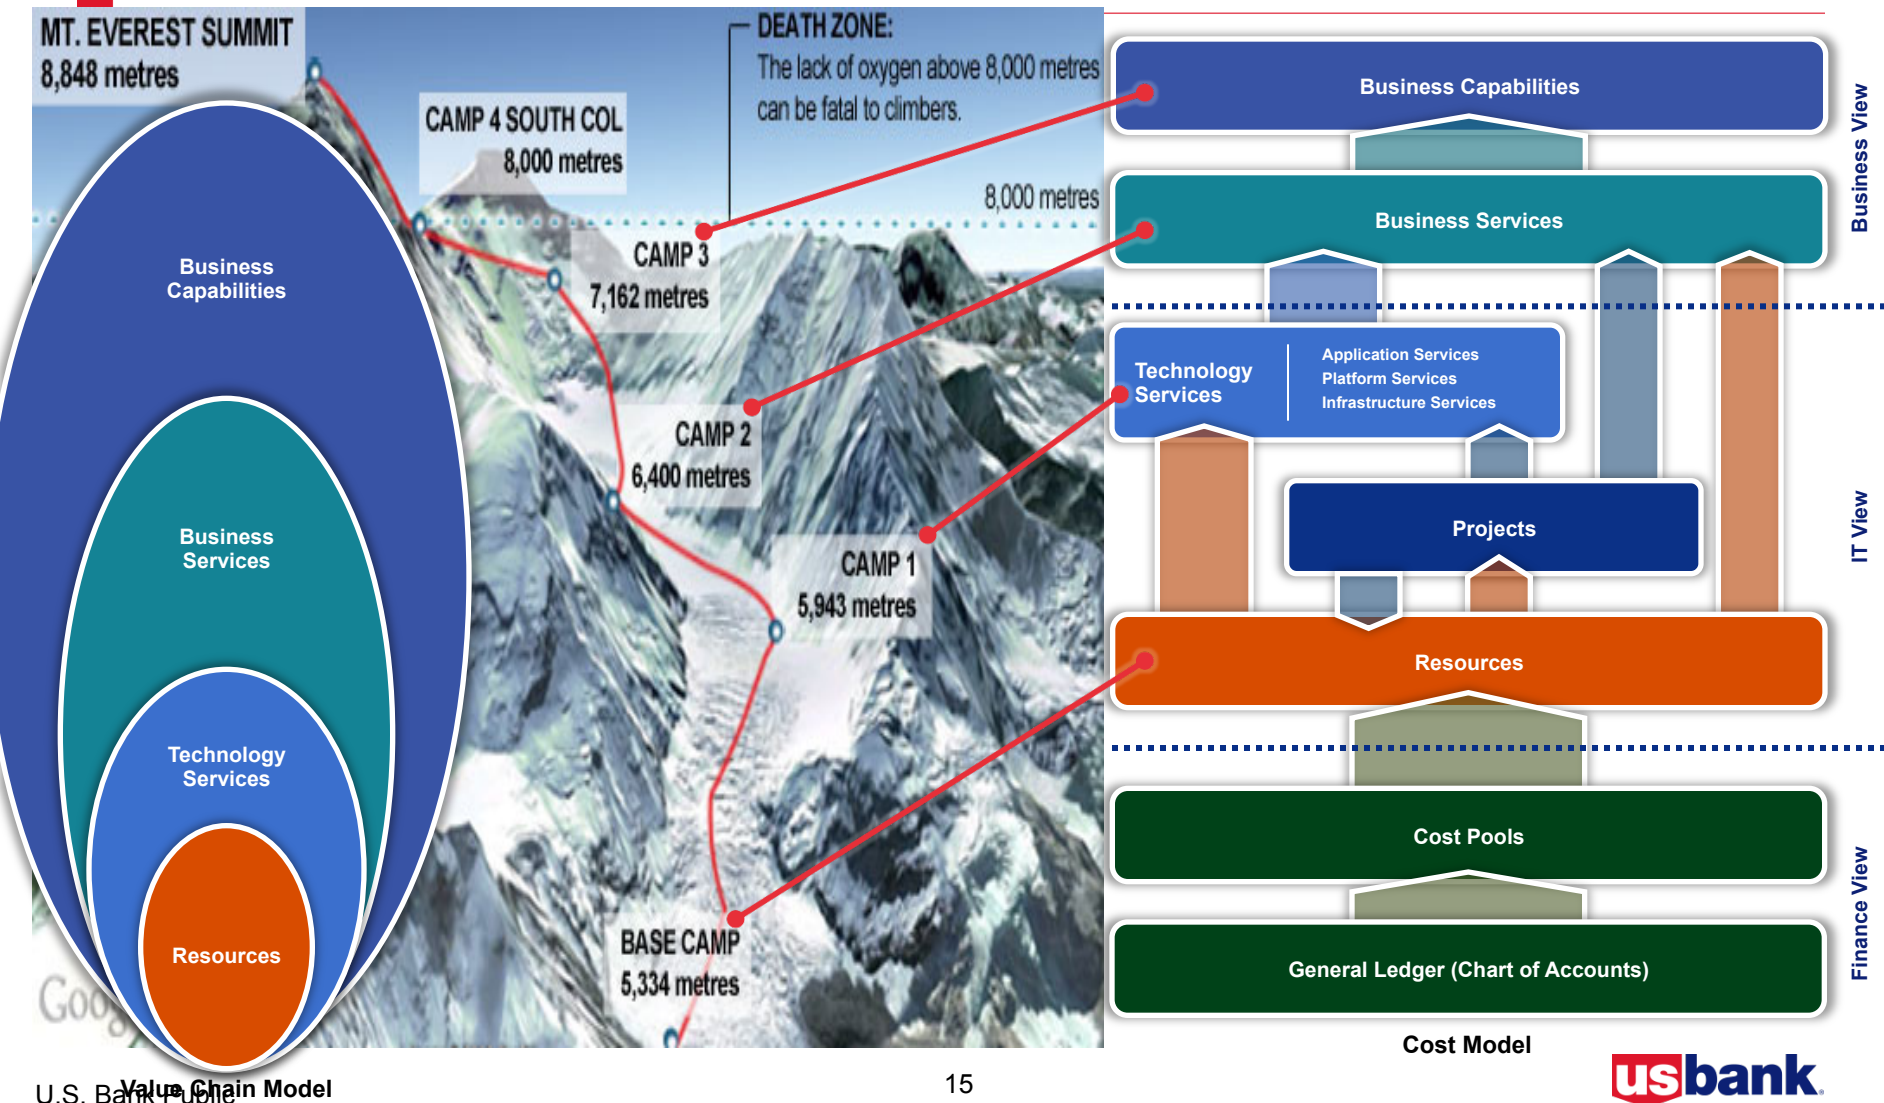 MT. EVEREST SUMMIT
8,848 metres
DEATH ZONE:
The lack of oxygen above 8,000 metres
can be fatal to climbers.
CAMP 4 SOUTH COL
8,000 metres
8,000 metres
CAMP 3
7,162 metres
CAMP 2
6,400 metres
CAMP 1
5,943 metres
BASE CAMP
5,334 metres
Business
Capabilities
Business
Services
Technology
Services
Resources
Value Chain Model
Business Capabilities
Business Services
Technology
Services
Application Services
Platform Services
Infrastructure Services
Projects
Resources
Cost Pools
General Ledger (Chart of Accounts)
Cost Model
Business View
IT View
Finance View
U.S. Bank Public
15
usbank